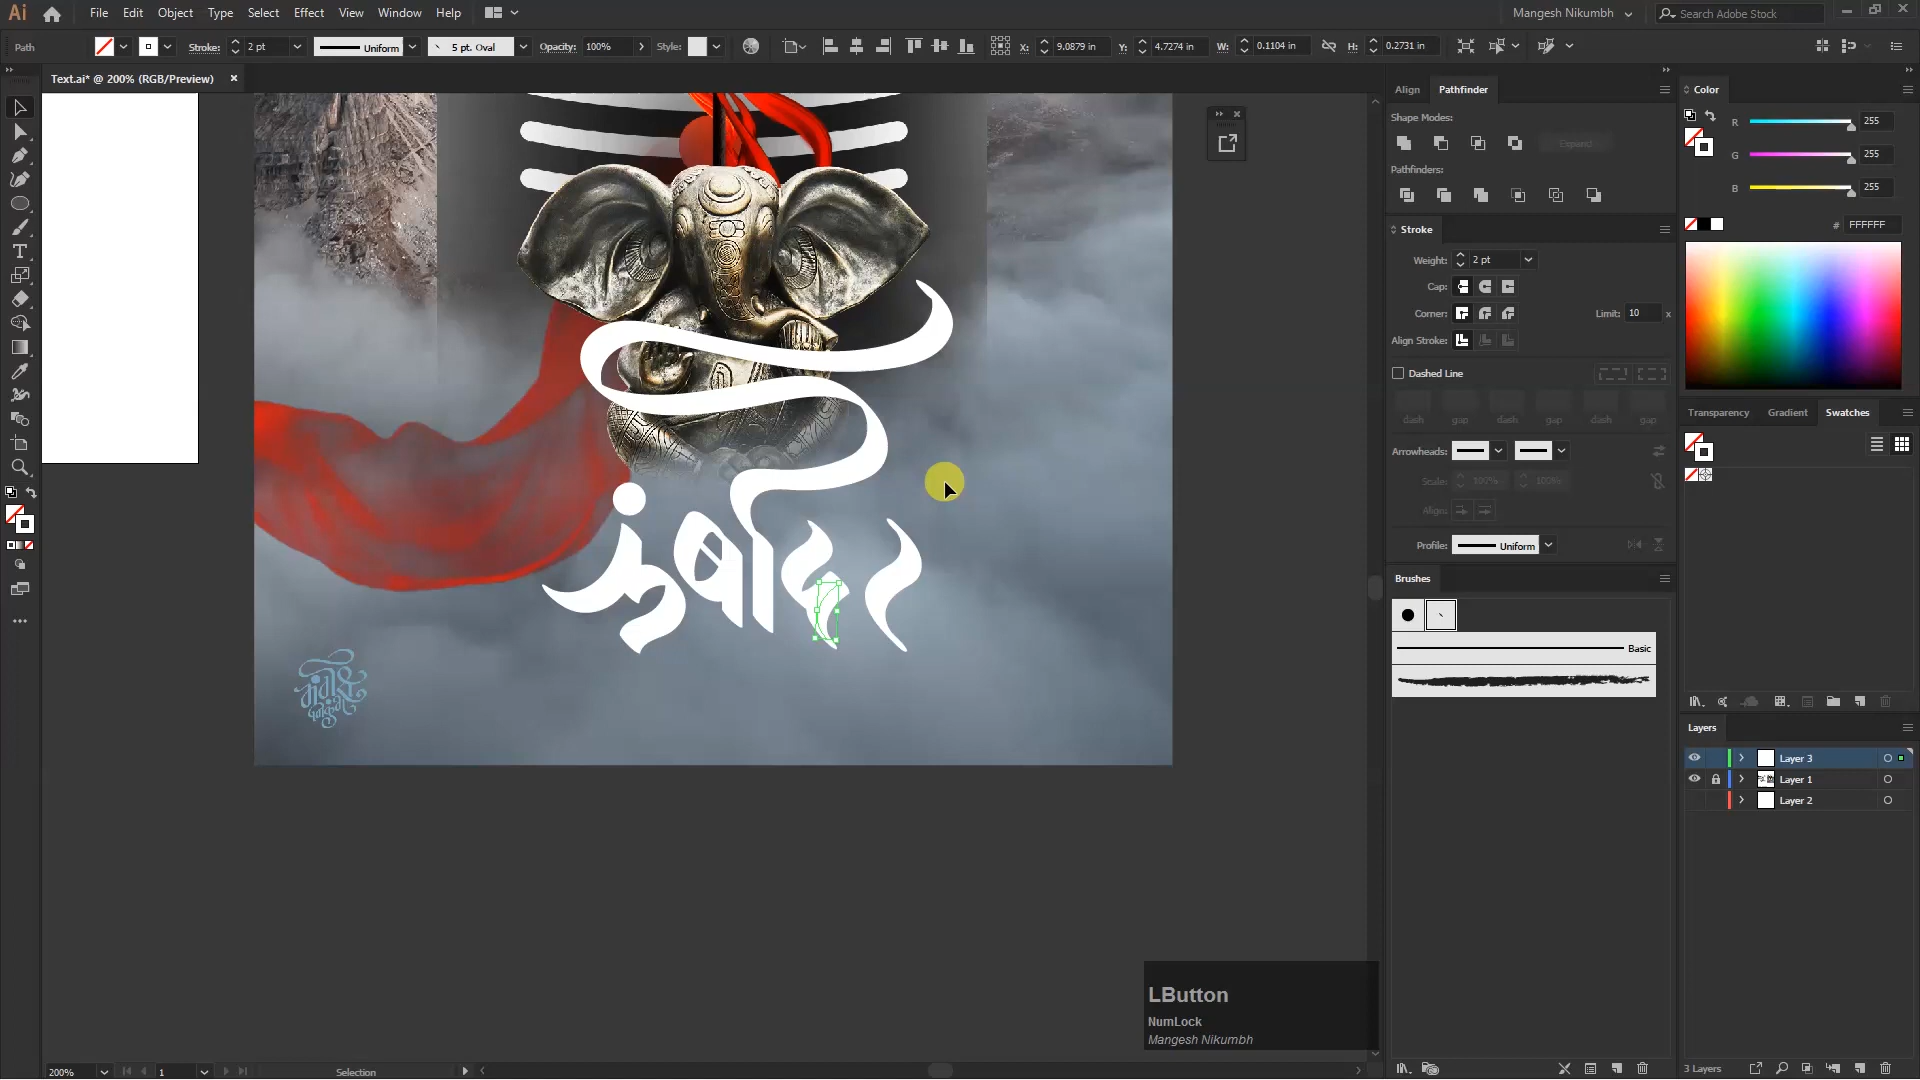 Ai File Edit Object Type Select Effect View Window Help Mangesh Nikumbh Search Adobe Stock
Path Stroke: 2 pt Uniform 5 pt. Oval Opacity: 100% Style: X: 9.0879 in Y: 4.7274 in W: 0.1104 in H: 0.2731 in
Text.ai* @ 200% (RGB/Preview)
Align Pathfinder
Shape Modes:
Expand
Pathfinders:
Stroke
Weight: 2 pt
Cap:
Corner: Limit: 10 x
Align Stroke:
Dashed Line
dash gap dash gap dash gap
Arrowheads:
Scale: 100% 100%
Align:
Profile: Uniform
Brushes
Basic
Color
R 255
G 255
B 255
# FFFFFF
Transparency Gradient Swatches
Layers
Layer 3
Layer 1
Layer 2
3 Layers
LButton
NumLock
Mangesh Nikumbh
200% 1 Selection